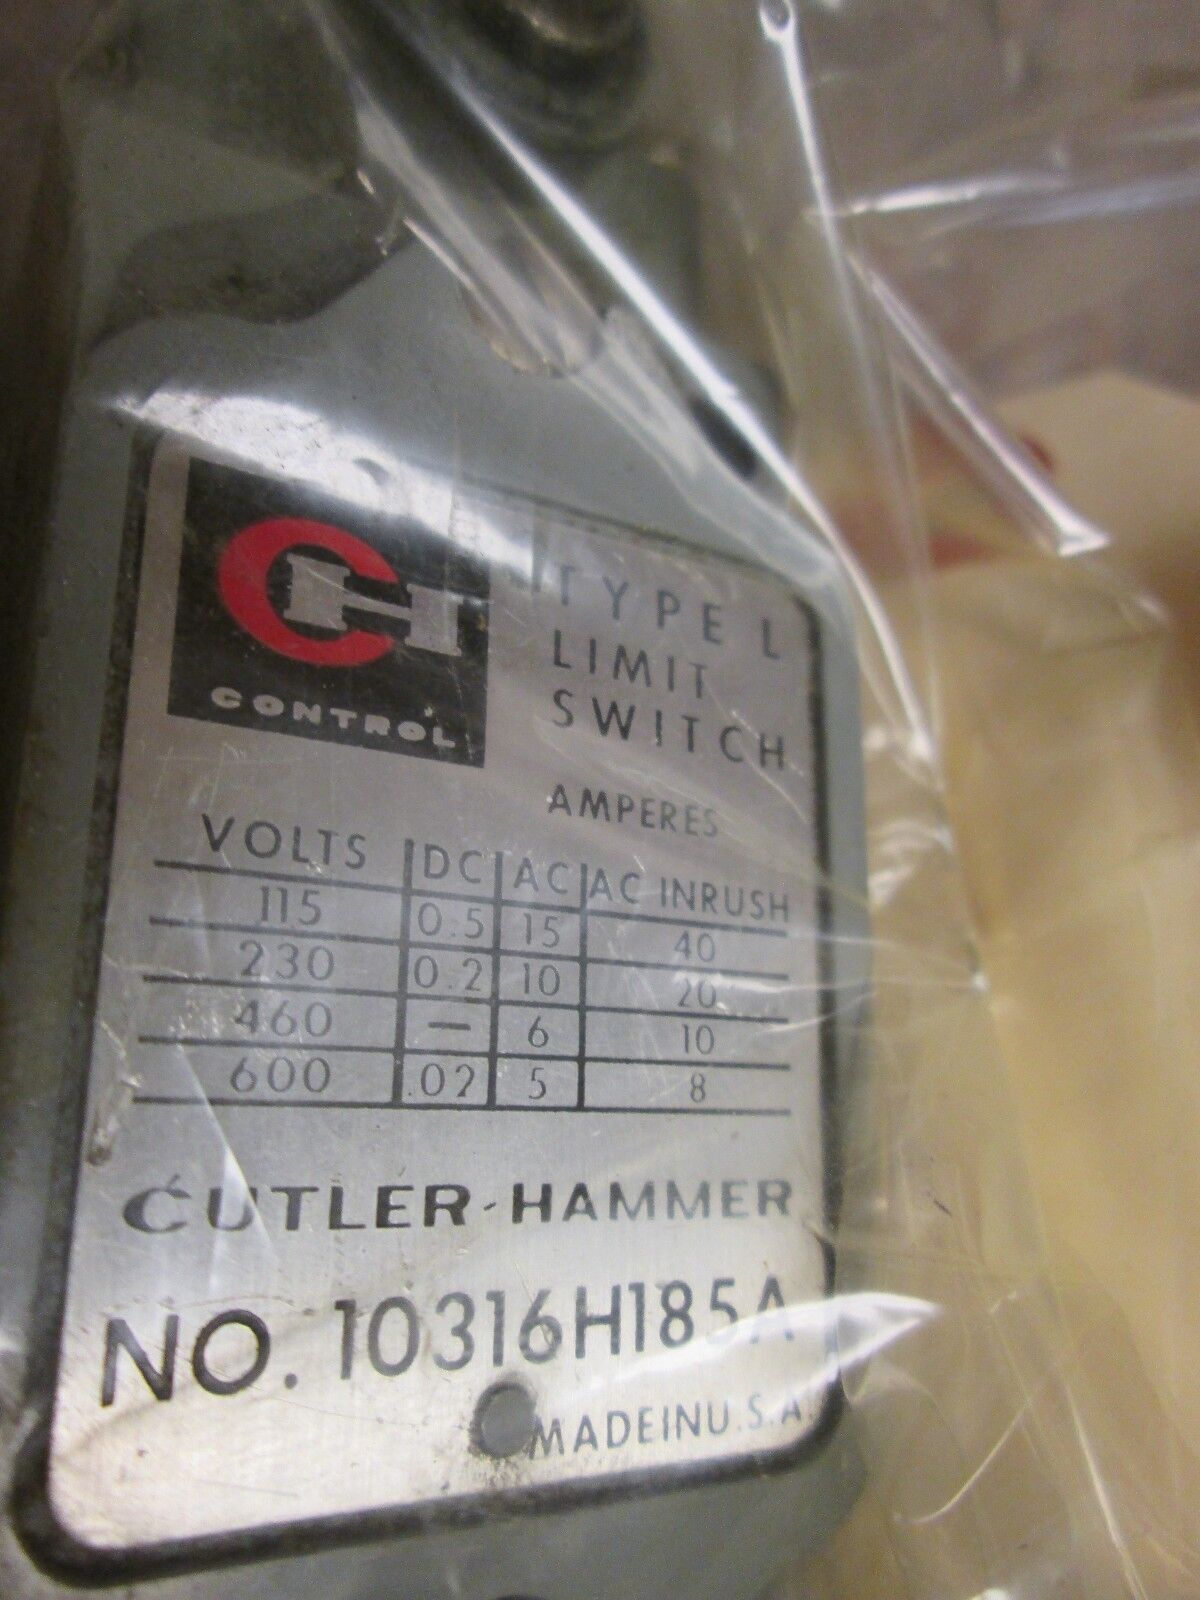 CH
CONTROL
TYPE L
LIMIT
SWITCH
AMPERES
VOLTS DC AC AC INRUSH
115 0.5 15 40
230 0.2 10 20
460 — 6 10
600 .02 5 8
CUTLER-HAMMER
NO. 10316H185A
MADE IN U.S.A.